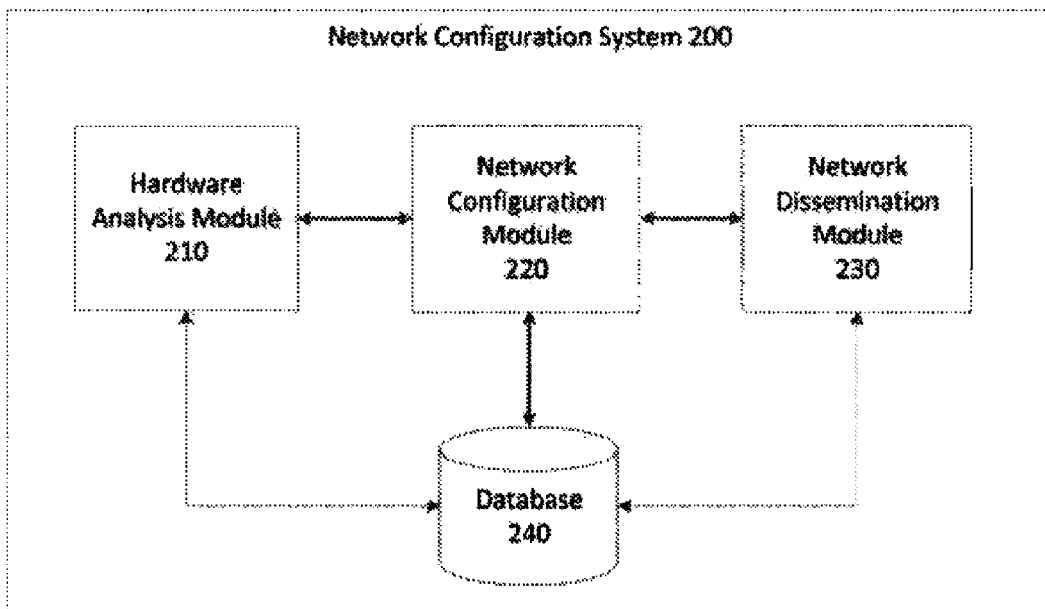 Network Configuration System 200
Hardware
Analysis Module
210
Network
Configuration
Module
220
Network
Dissemination
Module
230
Database
240